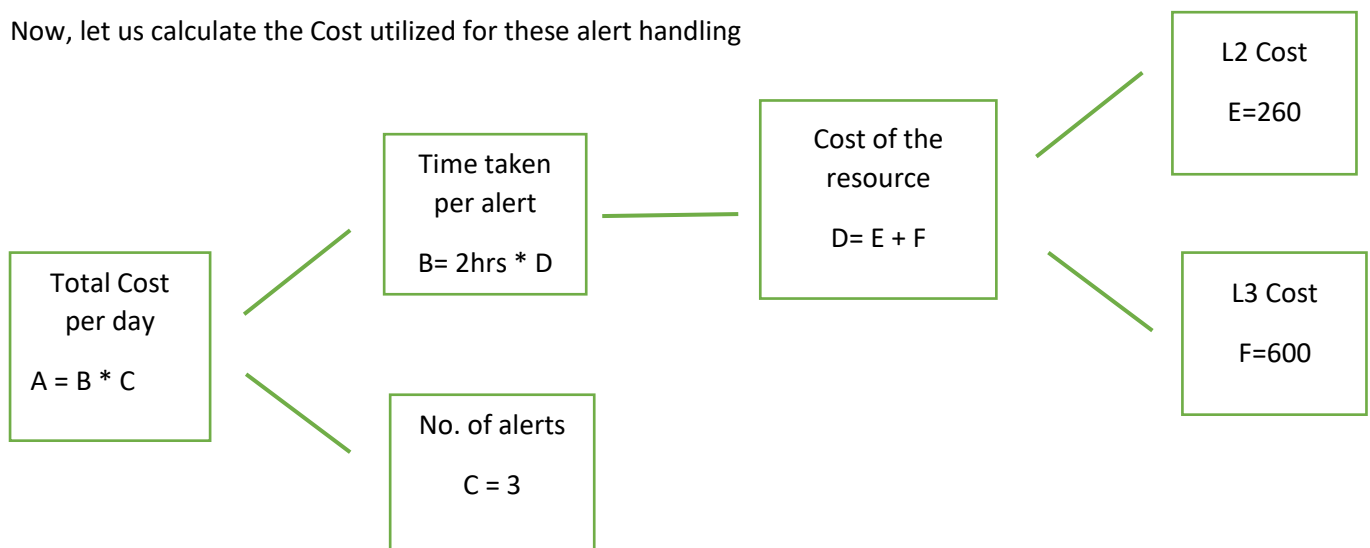 Now, let us calculate the Cost utilized for these alert handling
Total Cost
per day
A = B * C
Time taken
per alert
B= 2hrs * D
No. of alerts
C = 3
Cost of the
resource
D= E + F
L2 Cost
E=260
L3 Cost
F=600